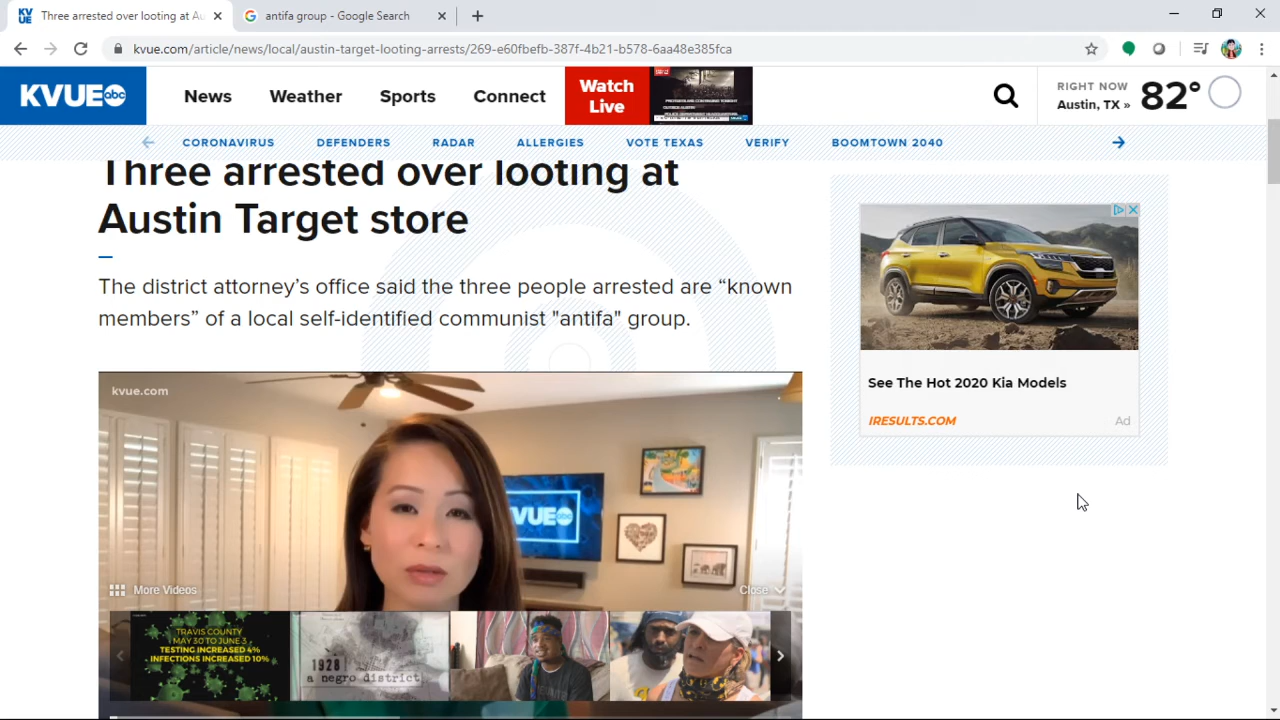 Three arrested over looting at Au
antifa group - Google Search
kvue.com/article/news/local/austin-target-looting-arrests/269-e60fbefb-387f-4b21-b578-6aa48e385fca
KVUE abc
News
Weather
Sports
Connect
Watch
Live
RIGHT NOW
Austin, TX »
82°
CORONAVIRUS
DEFENDERS
RADAR
ALLERGIES
VOTE TEXAS
VERIFY
BOOMTOWN 2040
Three arrested over looting at
Austin Target store
The district attorney's office said the three people arrested are “known
members” of a local self-identified communist "antifa" group.
See The Hot 2020 Kia Models
IRESULTS.COM
Ad
kvue.com
KVUE abc
More Videos
Close
TRAVIS COUNTY
MAY 30 TO JUNE 3
TESTING INCREASED 4%
INFECTIONS INCREASED 10%
1928
a negro district